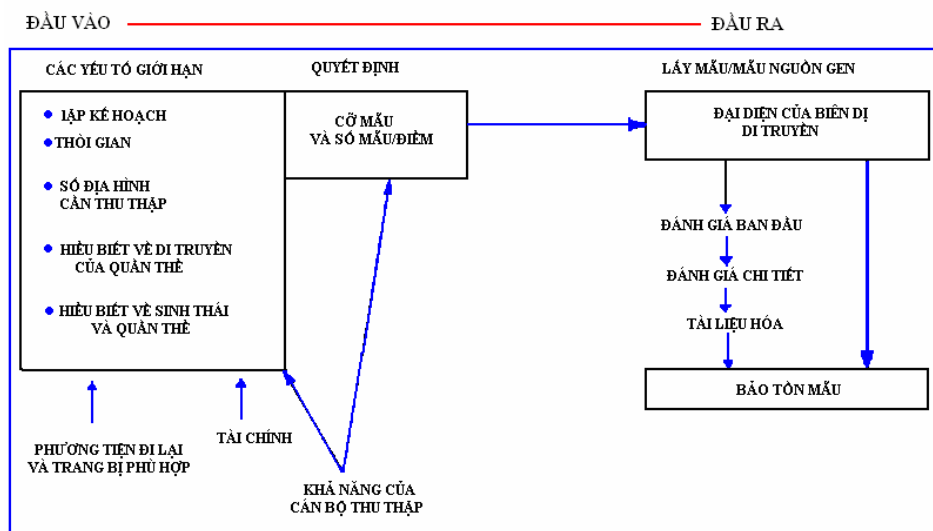 ĐẦU VÀO
ĐẦU RA
CÁC YẾU TỐ GIỚI HẠN
QUYẾT ĐỊNH
LẤY MẪU/MẪU NGUỒN GEN
LẬP KẾ HOẠCH
THỜI GIAN
SỐ ĐỊA HÌNH
CẦN THU THẬP
HIỂU BIẾT VỀ DI TRUYỀN
CỦA QUẦN THỂ
HIỂU BIẾT VỀ SINH THÁI
VÀ QUẦN THỂ
CỠ MẪU
VÀ SỐ MẪU/ĐIỂM
ĐẠI DIỆN CỦA BIẾN DỊ
DI TRUYỀN
ĐÁNH GIÁ BAN ĐẦU
ĐÁNH GIÁ CHI TIẾT
TÀI LIỆU HÓA
BẢO TỒN MẪU
PHƯƠNG TIỆN ĐI LẠI
VÀ TRANG BỊ PHÙ HỢP
TÀI CHÍNH
KHẢ NĂNG CỦA
CÁN BỘ THU THẬP